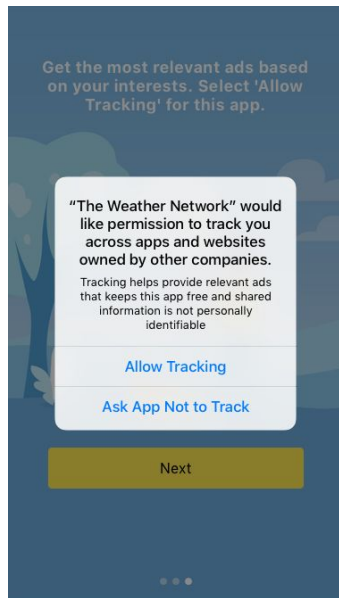 Get the most relevant ads based
on your interests. Select 'Allow
Tracking' for this app.
“The Weather Network” would
like permission to track you
across apps and websites
owned by other companies.
Tracking helps provide relevant ads
that keeps this app free and shared
information is not personally
identifiable
Allow Tracking
Ask App Not to Track
Next